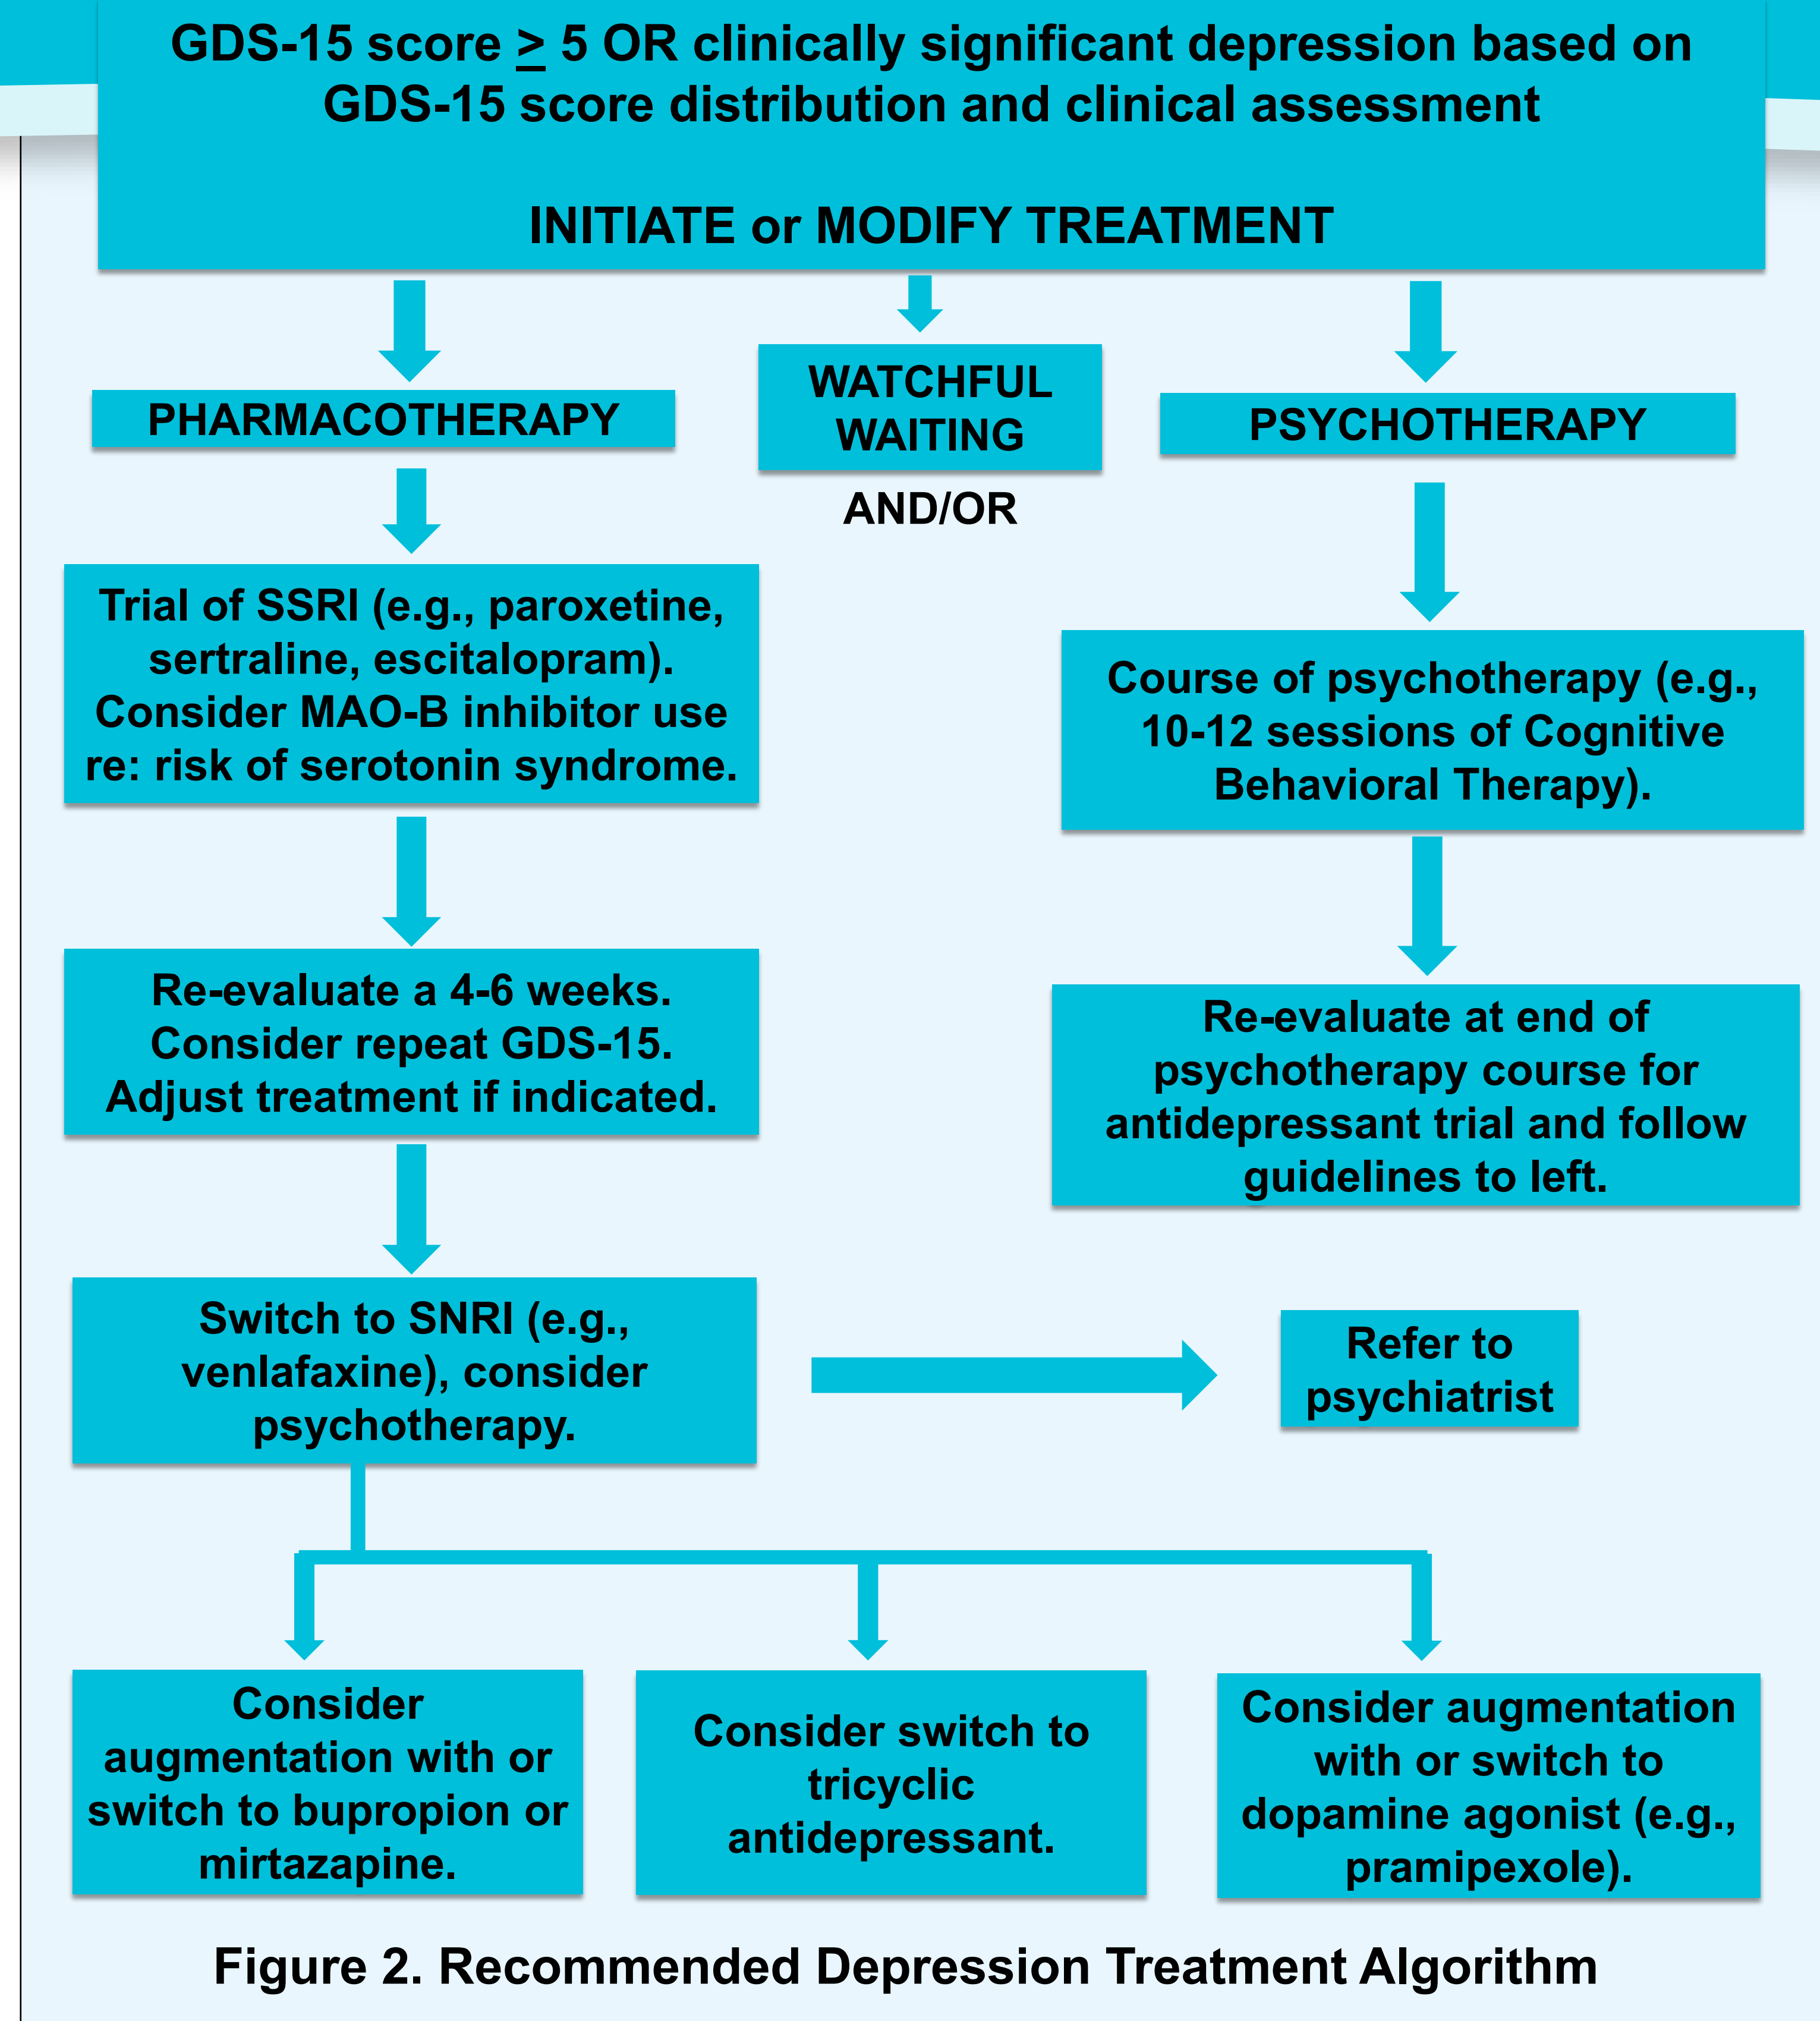 GDS-15 score ≥ 5 OR clinically significant depression based on
GDS-15 score distribution and clinical assessment
INITIATE or MODIFY TREATMENT
PHARMACOTHERAPY
WATCHFUL
WAITING
AND/OR
PSYCHOTHERAPY
Trial of SSRI (e.g., paroxetine,
sertraline, escitalopram).
Consider MAO-B inhibitor use
re: risk of serotonin syndrome.
Course of psychotherapy (e.g.,
10-12 sessions of Cognitive
Behavioral Therapy).
Re-evaluate a 4-6 weeks.
Consider repeat GDS-15.
Adjust treatment if indicated.
Re-evaluate at end of
psychotherapy course for
antidepressant trial and follow
guidelines to left.
Switch to SNRI (e.g.,
venlafaxine), consider
psychotherapy.
Refer to
psychiatrist
Consider
augmentation with or
switch to bupropion or
mirtazapine.
Consider switch to
tricyclic
antidepressant.
Consider augmentation
with or switch to
dopamine agonist (e.g.,
pramipexole).
Figure 2. Recommended Depression Treatment Algorithm